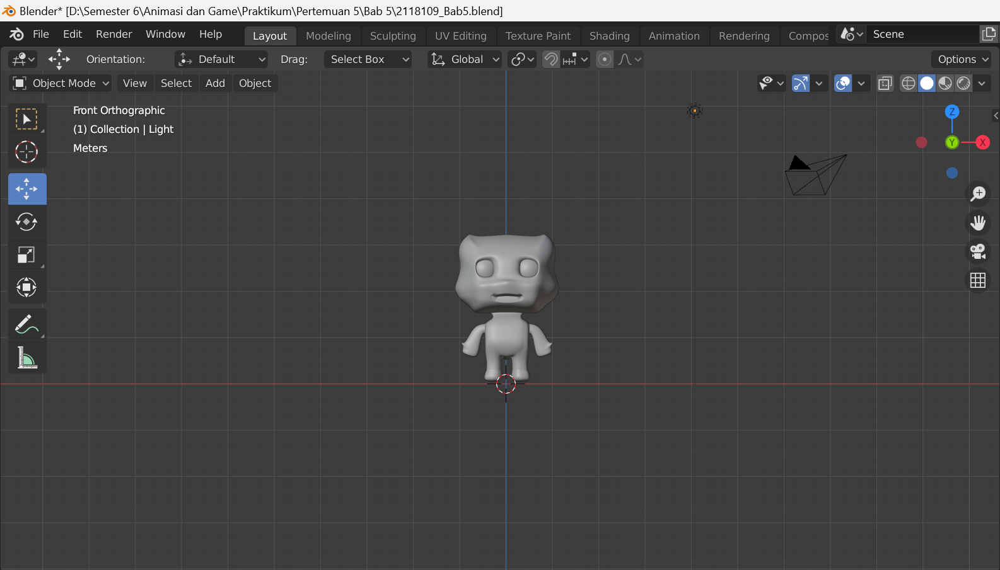 Blender* [D:\Semester 6\Animasi dan Game\Praktikum\Pertemuan 5\Bab 5\2118109_Bab5.blend]
File Edit Render Window Help Layout Modeling Sculpting UV Editing Texture Paint Shading Animation Rendering Compos Scene
Orientation: Default Drag: Select Box Global Options
Object Mode View Select Add Object
Front Orthographic
(1) Collection | Light
Meters
Z
Y X